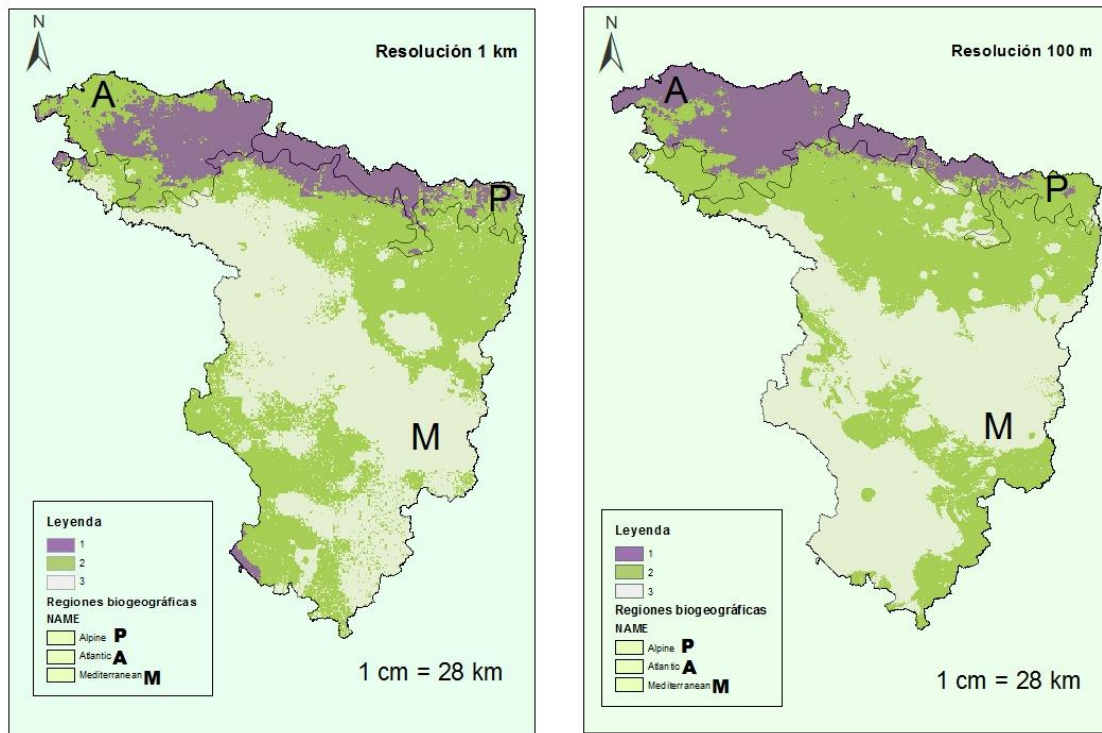 N
Resolución 1 km
A
P
M
Leyenda
1
2
3
Regiones biogeográficas
NAME
Alpine P
Atlantic A
Mediterranean M
1 cm = 28 km
N
Resolución 100 m
A
P
M
Leyenda
1
2
3
Regiones biogeográficas
NAME
Alpine P
Atlantic A
Mediterranean M
1 cm = 28 km